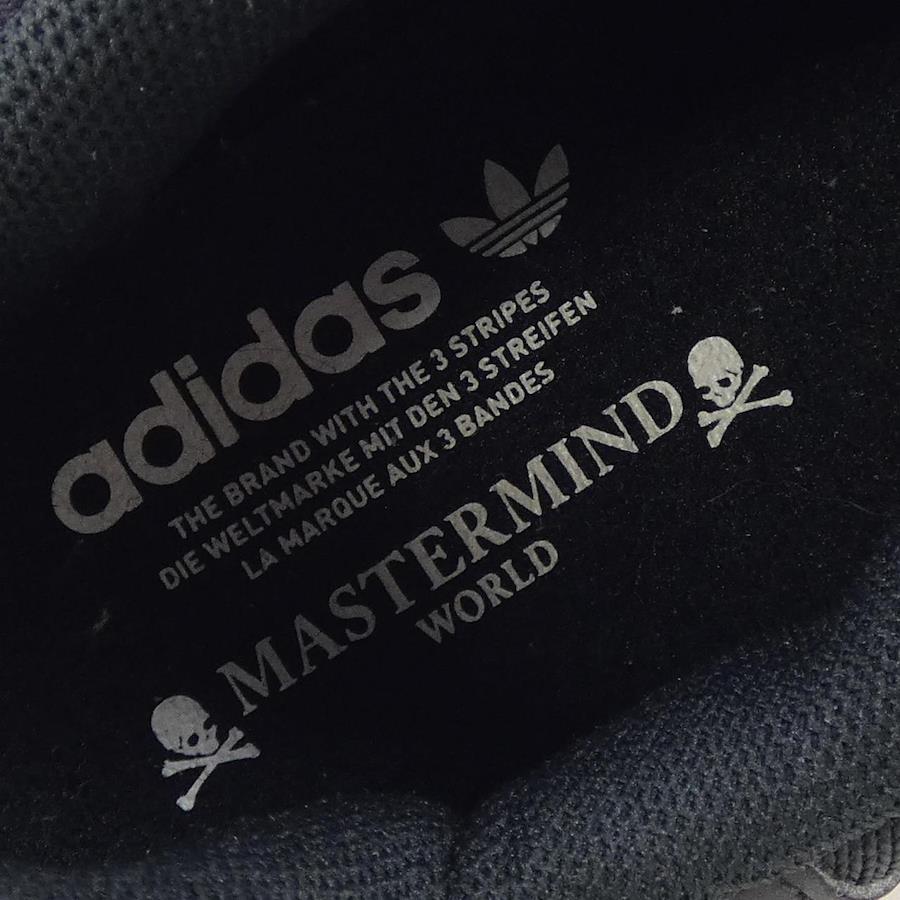 adidas
THE BRAND WITH THE 3 STRIPES
DIE WELTMARKE MIT DEN 3 STREIFEN
LA MARQUE AUX 3 BANDES
MASTERMIND
WORLD